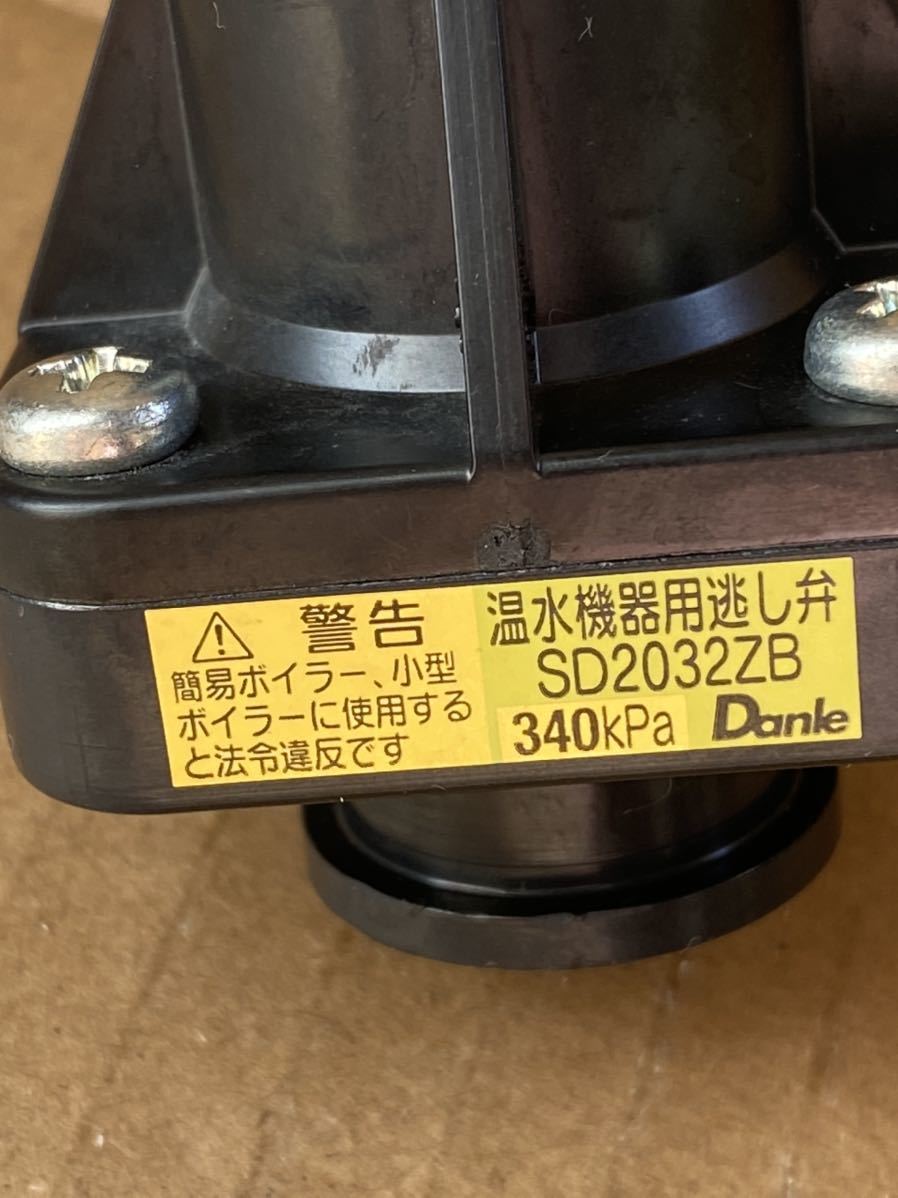 警告
簡易ボイラー、小型
ボイラーに使用する
と法令違反です
温水機器用逃し弁
SD2032ZB
340kPa Danle